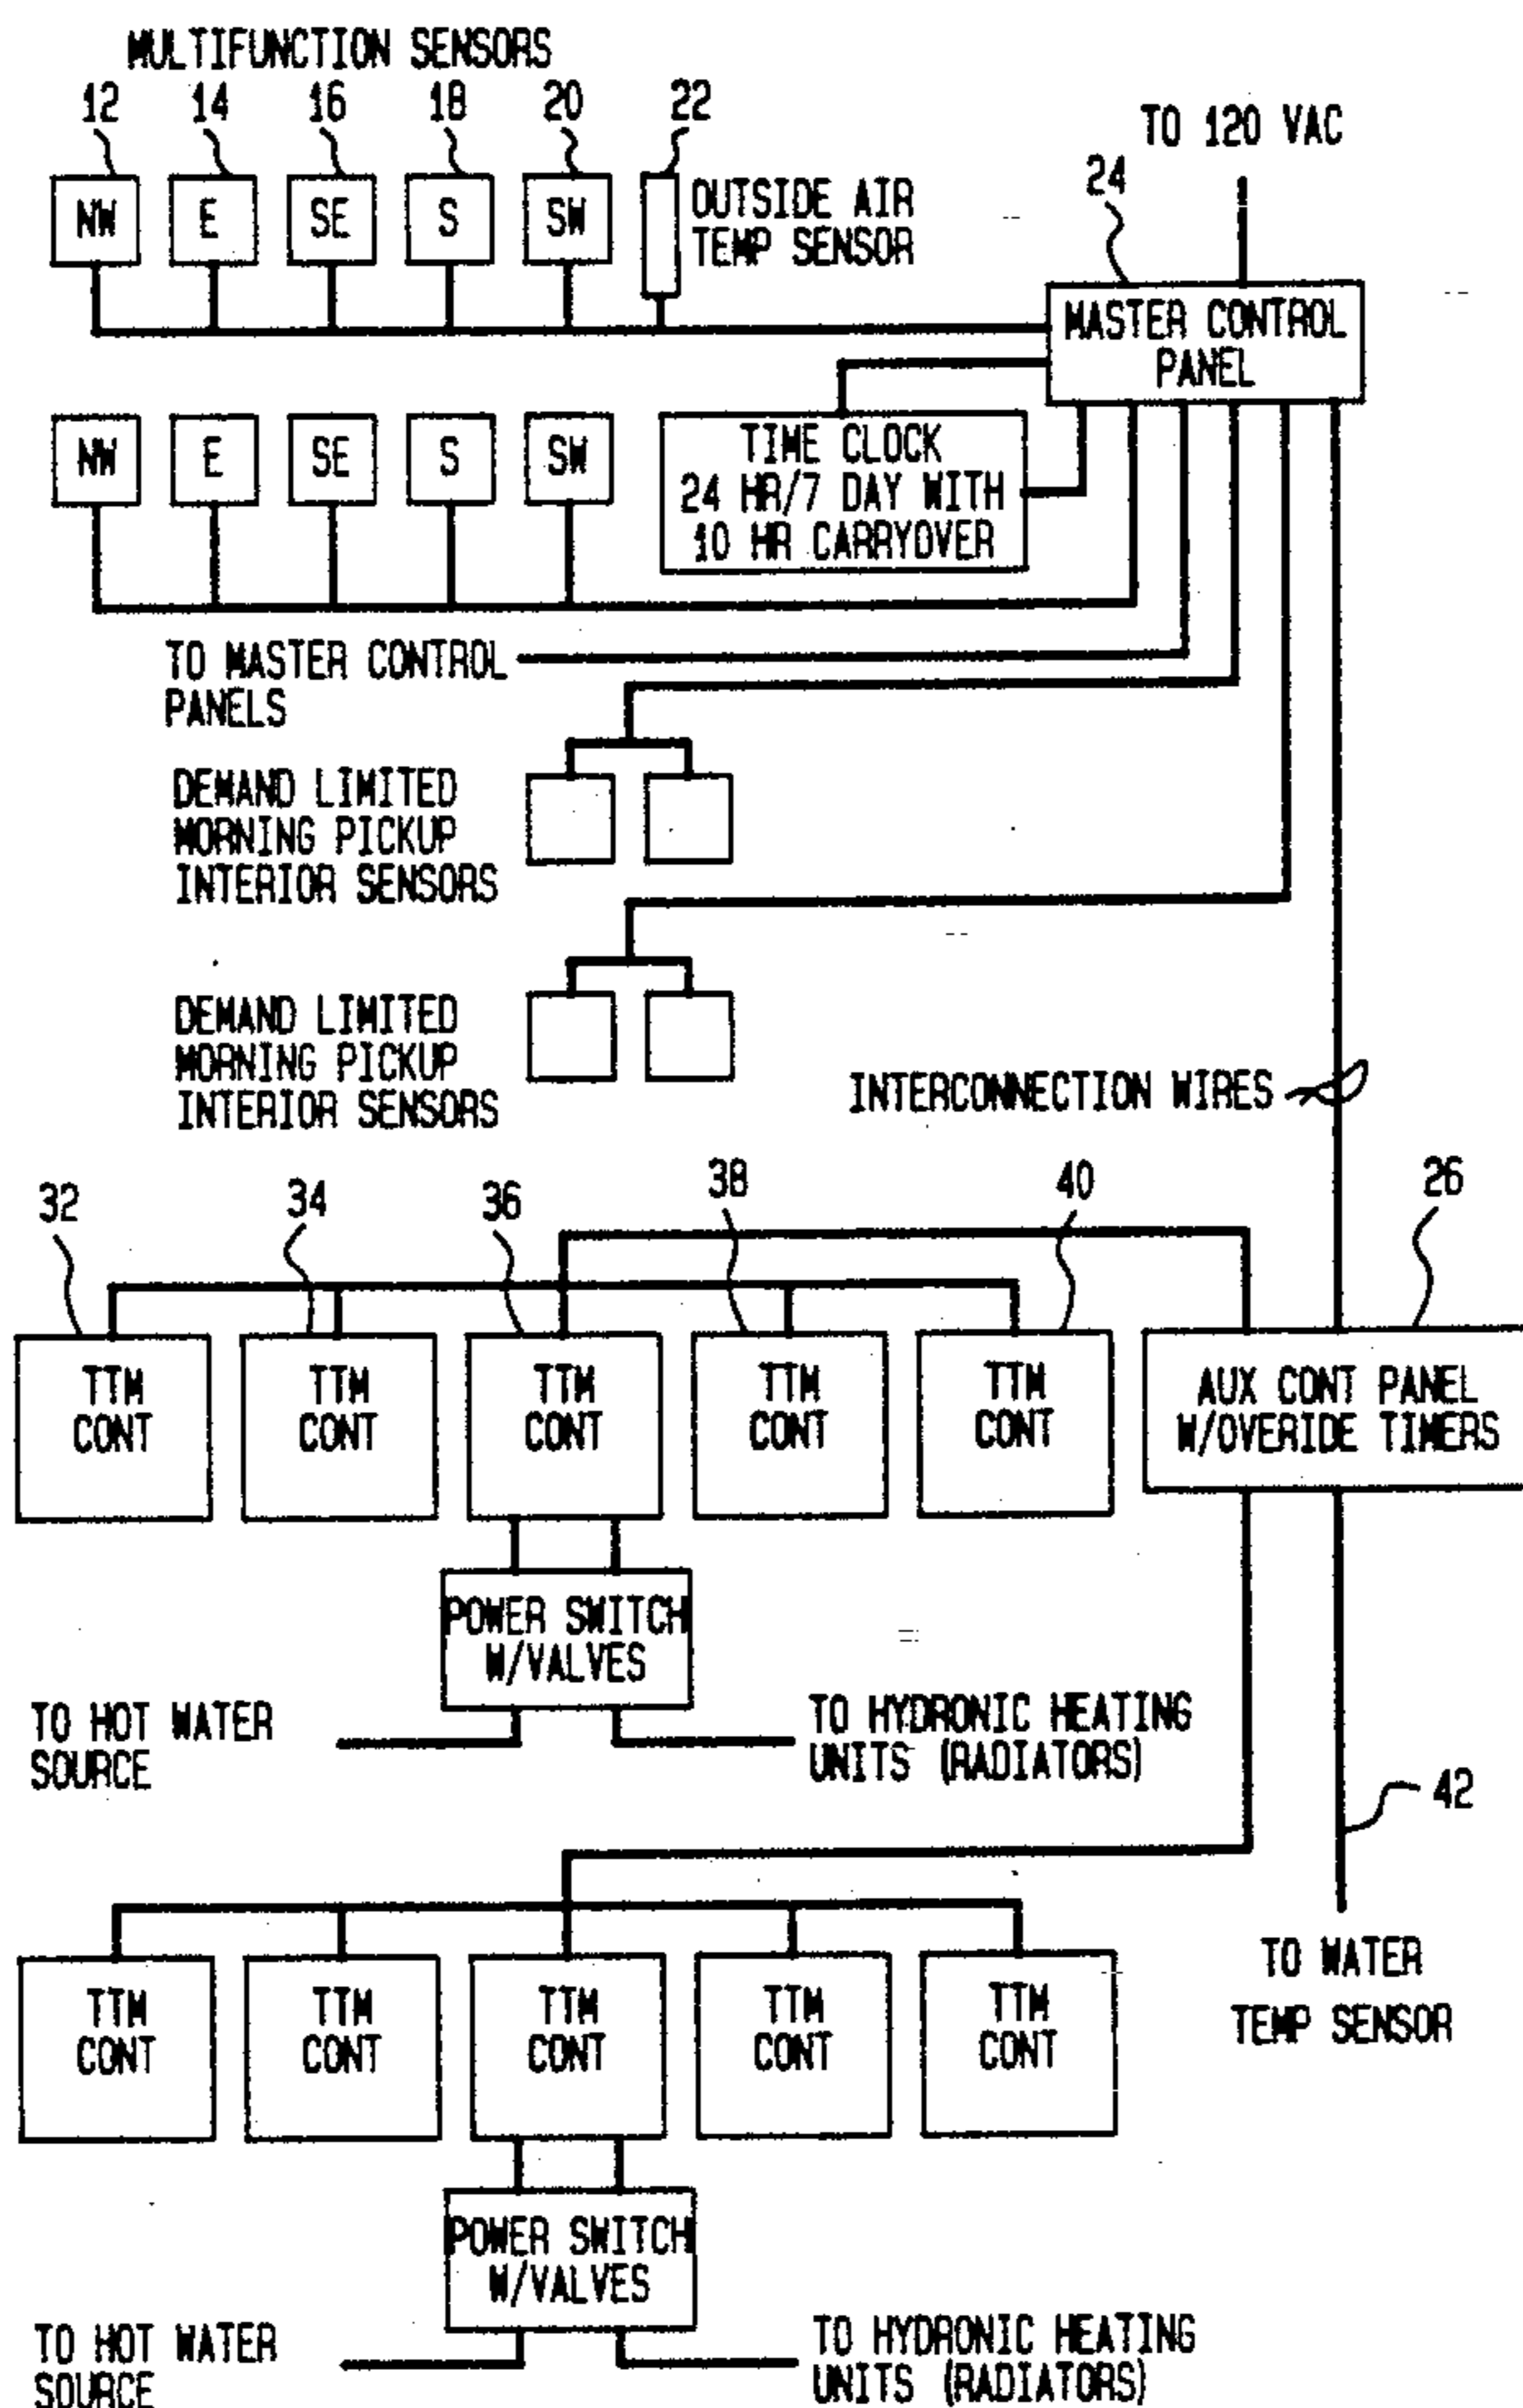 MULTIFUNCTION SENSORS
12 14 16 18 20 22
TO 120 VAC
24
NW E SE S SW
OUTSIDE AIR
TEMP SENSOR
MASTER CONTROL
PANEL
NW E SE S SW
TIME CLOCK
24 HR/7 DAY WITH
10 HR CARRYOVER
TO MASTER CONTROL
PANELS
DEMAND LIMITED
MORNING PICKUP
INTERIOR SENSORS
DEMAND LIMITED
MORNING PICKUP
INTERIOR SENSORS
INTERCONNECTION WIRES
32 34 36 38 40 26
TTM
CONT
TTM
CONT
TTM
CONT
TTM
CONT
TTM
CONT
AUX CONT PANEL
W/OVERIDE TIMERS
POWER SWITCH
W/VALVES
TO HOT WATER
SOURCE
TO HYDRONIC HEATING
UNITS (RADIATORS)
42
TTM
CONT
TTM
CONT
TTM
CONT
TTM
CONT
TTM
CONT
TO WATER
TEMP SENSOR
POWER SWITCH
W/VALVES
TO HOT WATER
SOURCE
TO HYDRONIC HEATING
UNITS (RADIATORS)